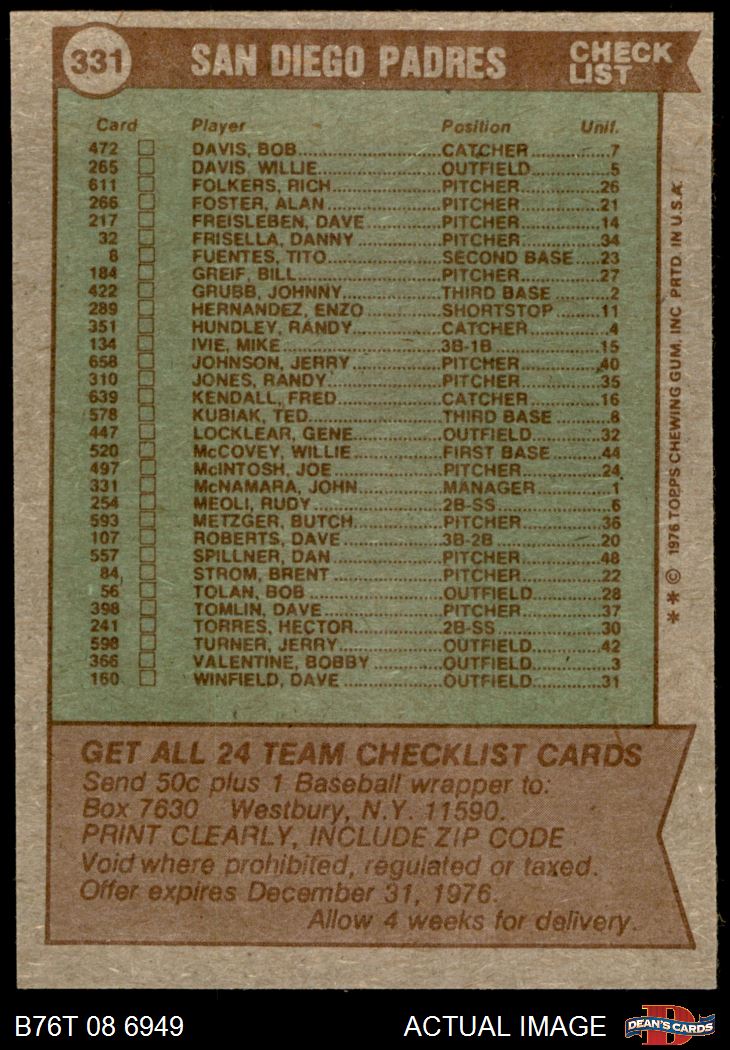 331 SAN DIEGO PADRES CHECK LIST
Card Player Position Unif.
472 DAVIS, BOB CATCHER 7
265 DAVIS, WILLIE OUTFIELD 5
611 FOLKERS, RICH PITCHER 26
266 FOSTER, ALAN PITCHER 21
217 FREISLEBEN, DAVE PITCHER 14
32 FRISELLA, DANNY PITCHER 34
8 FUENTES, TITO SECOND BASE 23
184 GREIF, BILL PITCHER 27
422 GRUBB, JOHNNY THIRD BASE 2
289 HERNANDEZ, ENZO SHORTSTOP 11
351 HUNDLEY, RANDY CATCHER 4
134 IVIE, MIKE 3B-1B 15
658 JOHNSON, JERRY PITCHER 40
310 JONES, RANDY PITCHER 35
639 KENDALL, FRED CATCHER 16
578 KUBIAK, TED THIRD BASE 8
447 LOCKLEAR, GENE OUTFIELD 32
520 McCOVEY, WILLIE FIRST BASE 44
497 McINTOSH, JOE PITCHER 24
331 McNAMARA, JOHN MANAGER 1
254 MEOLI, RUDY 2B-SS 6
593 METZGER, BUTCH PITCHER 36
107 ROBERTS, DAVE 3B-2B 20
557 SPILLNER, DAN PITCHER 48
84 STROM, BRENT PITCHER 22
56 TOLAN, BOB OUTFIELD 28
398 TOMLIN, DAVE PITCHER 37
241 TORRES, HECTOR 2B-SS 30
598 TURNER, JERRY OUTFIELD 42
366 VALENTINE, BOBBY OUTFIELD 3
160 WINFIELD, DAVE OUTFIELD 31
** © 1976 TOPPS CHEWING GUM, INC. PRTD. IN U.S.A.
GET ALL 24 TEAM CHECKLIST CARDS
Send 50c plus 1 Baseball wrapper to:
Box 7630 Westbury, N.Y. 11590.
PRINT CLEARLY, INCLUDE ZIP CODE
Void where prohibited, regulated or taxed.
Offer expires December 31, 1976.
Allow 4 weeks for delivery.
B76T 08 6949 ACTUAL IMAGE D DEAN'S CARDS